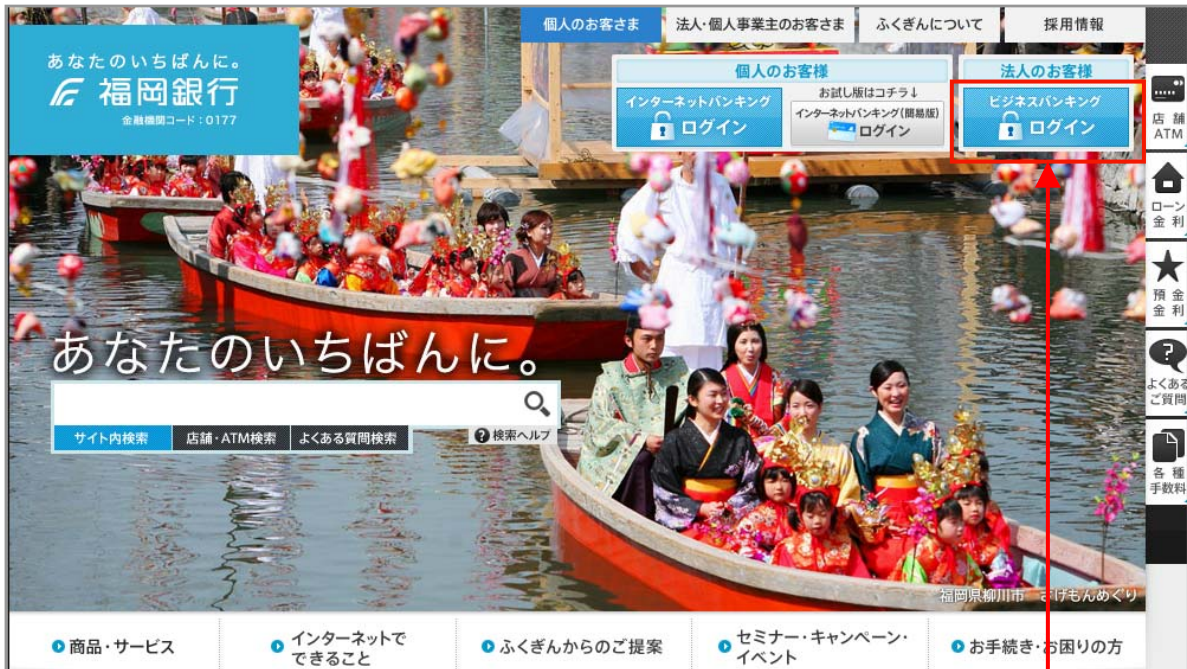 個人のお客さま
法人・個人事業主のお客さま
ふくぎんについて
採用情報
あなたのいちばんに。
福岡銀行
金融機関コード：0177
個人のお客様
インターネットバンキング
ログイン
お試し版はコチラ↓
インターネットバンキング(簡易版)
ログイン
法人のお客様
ビジネスバンキング
ログイン
店舗
ATM
ローン
金利
預金
金利
よくある
ご質問
各種
手数料
あなたのいちばんに。
サイト内検索
店舗・ATM検索
よくある質問検索
?検索ヘルプ
福岡県柳川市 さげもんめぐり
商品・サービス
インターネットで
できること
ふくぎんからのご提案
セミナー・キャンペーン・
イベント
お手続き・お困りの方